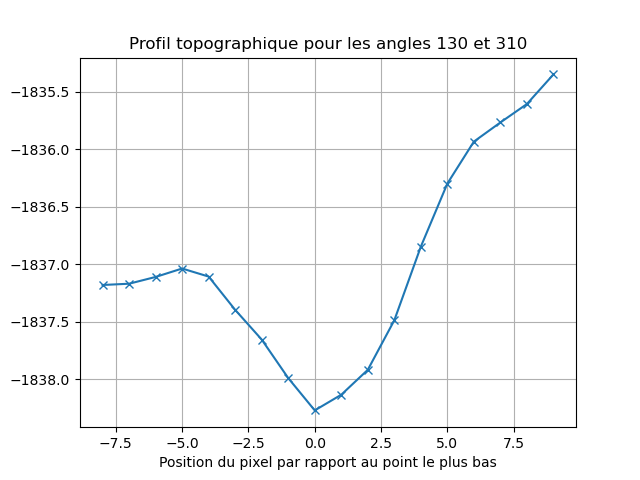 Profil topographique pour les angles 130 et 310
−1835.5
−1836.0
−1836.5
−1837.0
−1837.5
−1838.0
−7.5 −5.0 −2.5 0.0 2.5 5.0 7.5
Position du pixel par rapport au point le plus bas